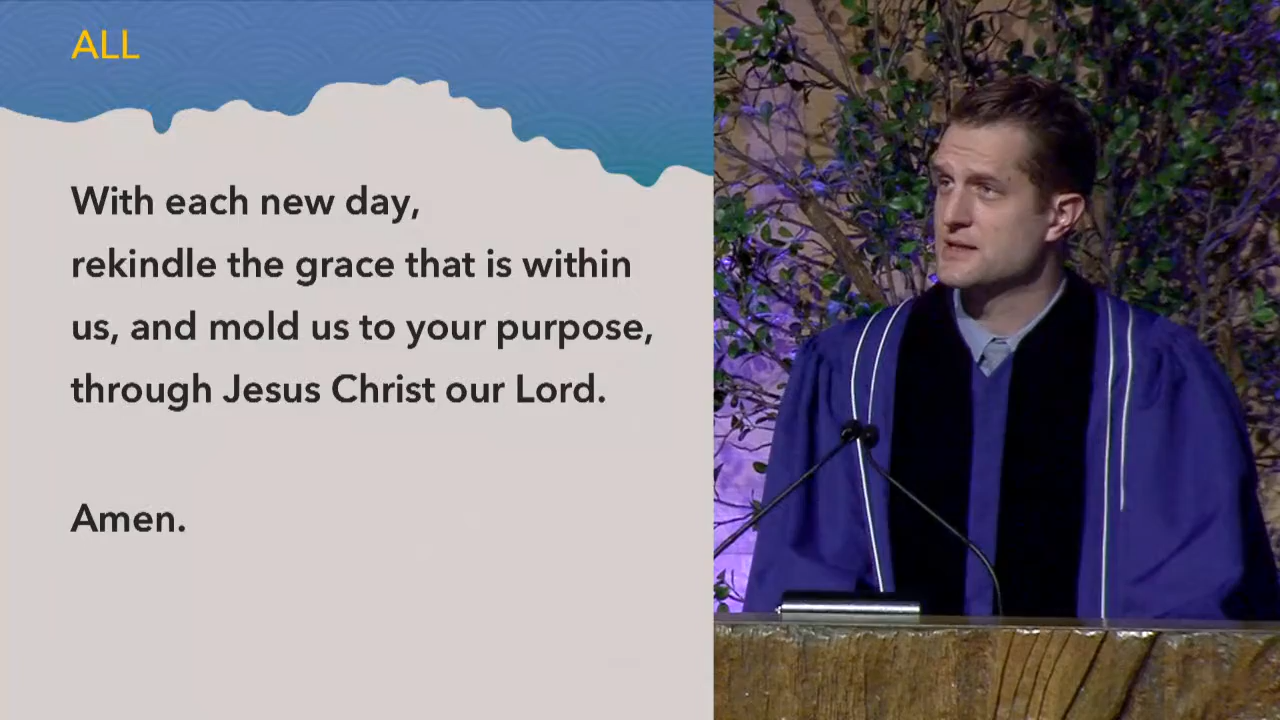 ALL
With each new day,
rekindle the grace that is within
us, and mold us to your purpose,
through Jesus Christ our Lord.
Amen.